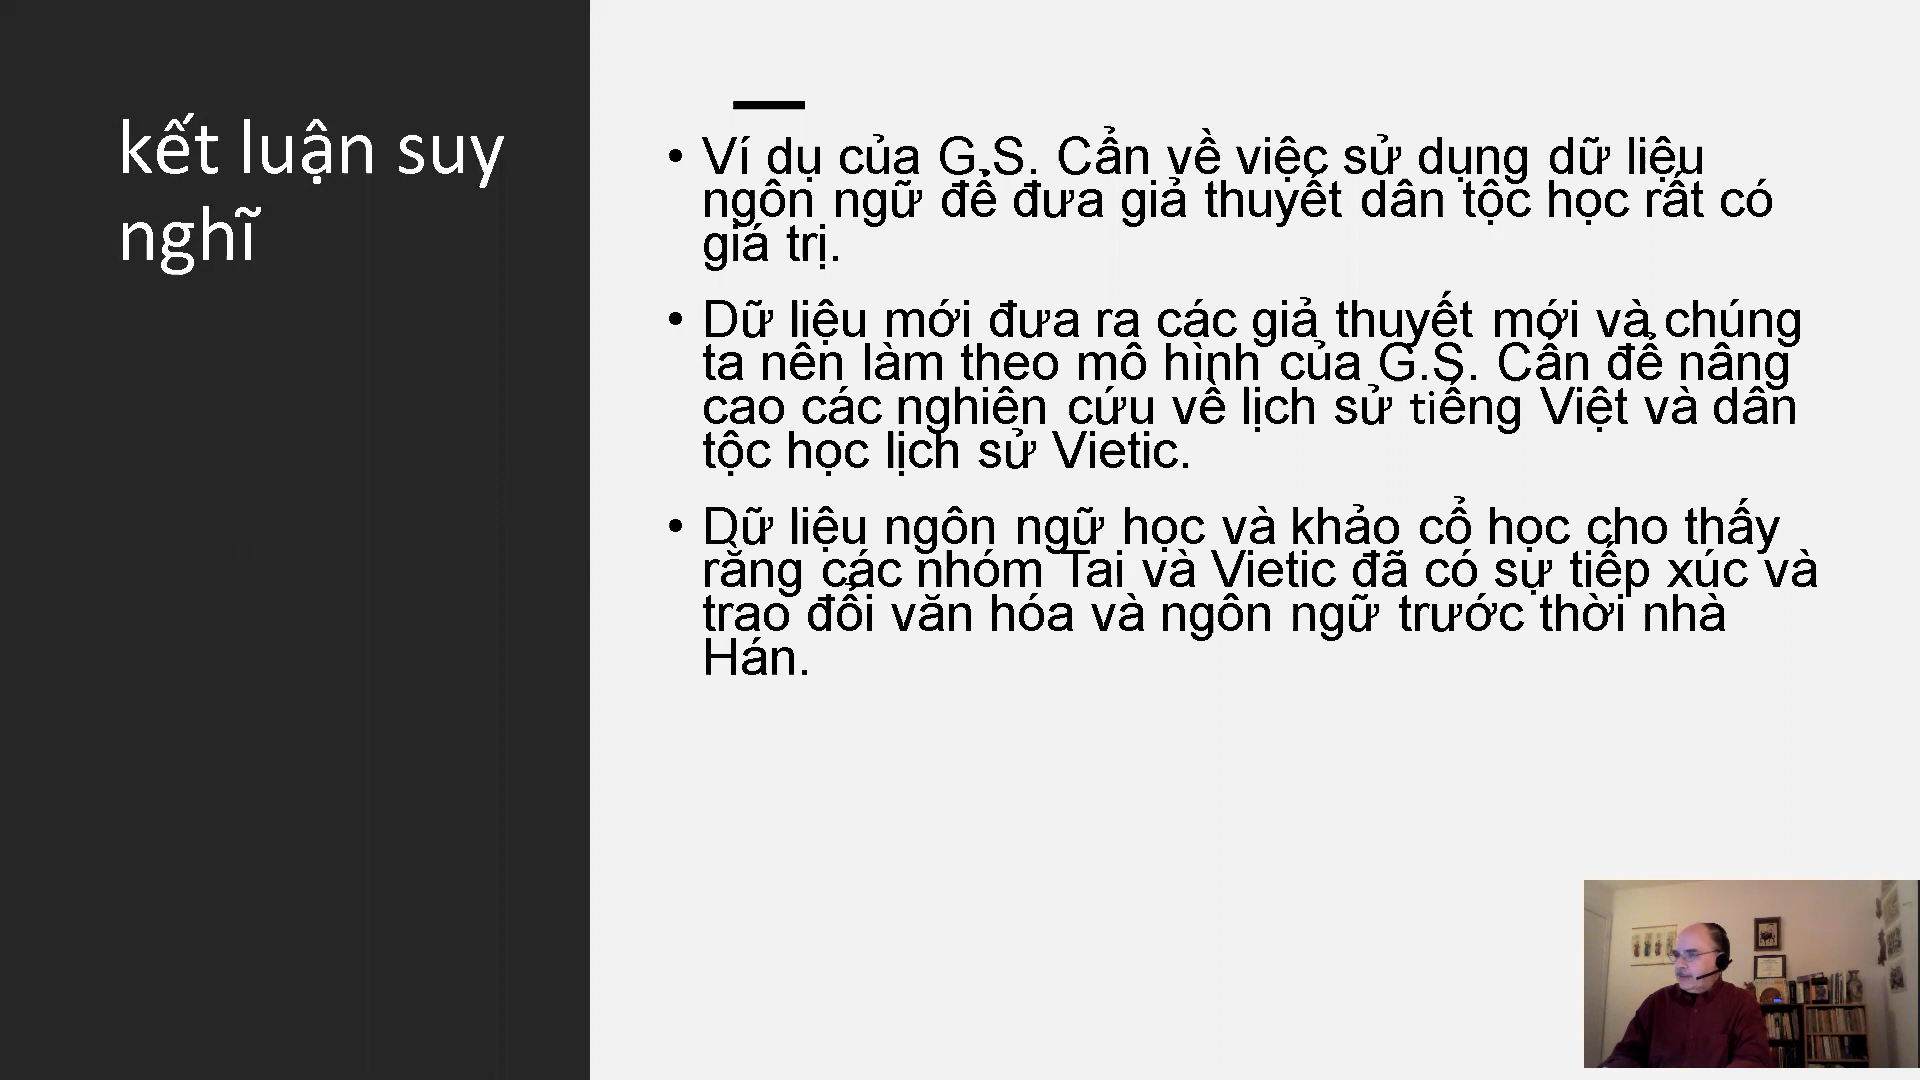 kết luận suy
nghĩ
• Ví dụ của G.S. Cẩn về việc sử dụng dữ liệu
ngôn ngữ để đưa giả thuyết dân tộc học rất có
giá trị.
• Dữ liệu mới đưa ra các giả thuyết mới và chúng
ta nên làm theo mô hình của G.S. Cẩn để nâng
cao các nghiên cứu về lịch sử tiếng Việt và dân
tộc học lịch sử Vietic.
• Dữ liệu ngôn ngữ học và khảo cổ học cho thấy
rằng các nhóm Tai và Vietic đã có sự tiếp xúc và
trao đổi văn hóa và ngôn ngữ trước thời nhà
Hán.